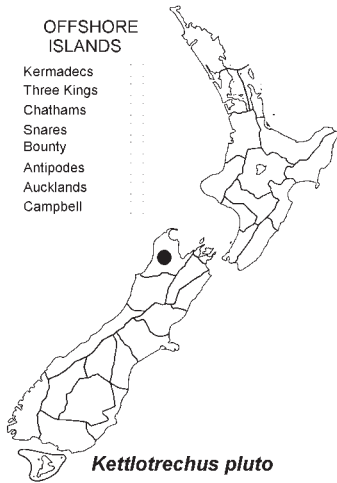 OFFSHORE
ISLANDS
Kermadecs
Three Kings
Chathams
Snares
Bounty
Antipodes
Aucklands
Campbell
Kettlotrechus pluto